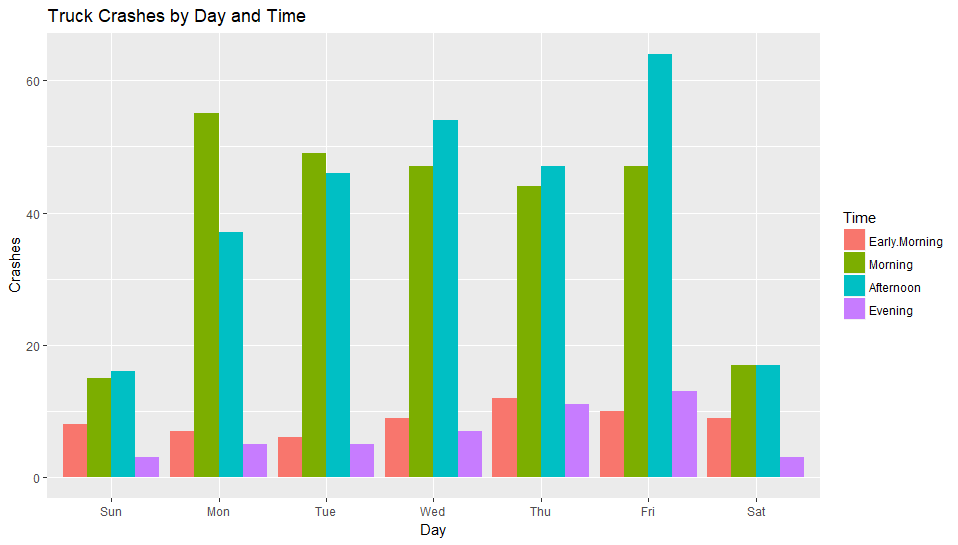 Truck Crashes by Day and Time
Crashes
60
40
20
0
Sun Mon Tue Wed Thu Fri Sat
Day
Time
Early.Morning
Morning
Afternoon
Evening